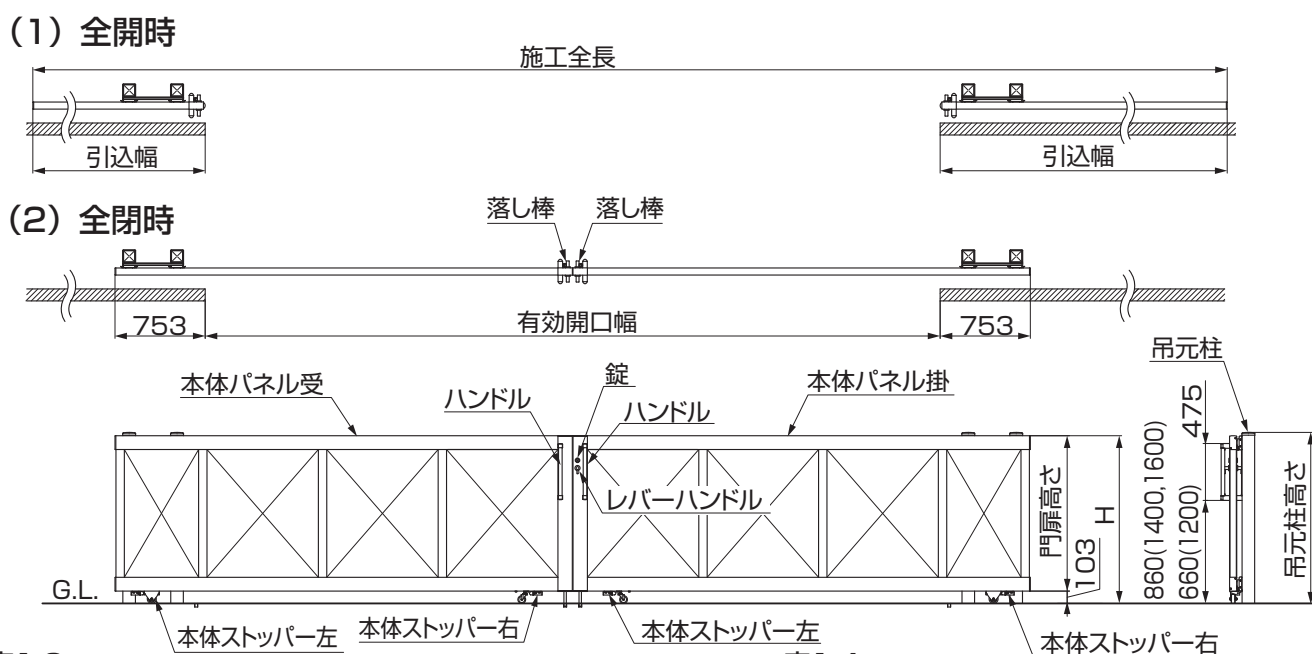 （1）全開時
施工全長
引込幅
引込幅
（2）全閉時
落し棒
落し棒
753
有効開口幅
753
吊元柱
本体パネル受
ハンドル
錠
ハンドル
本体パネル掛
レバーハンドル
門扉高さ
103
H
860(1400,1600)
660(1200)
475
吊元柱高さ
G.L.
本体ストッパー左
本体ストッパー右
本体ストッパー左
本体ストッパー右